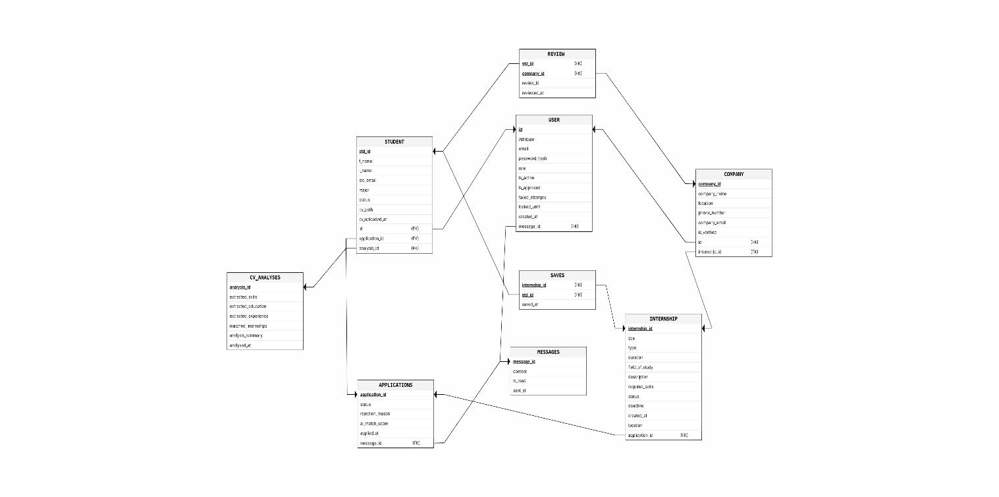 REVIEW
std_id (FK)
company_id (FK)
review_id
reviewed_at
USER
id
Attribute
email
password_hash
role
is_active
is_approved
failed_attempts
locked_until
created_at
message_id (FK)
STUDENT
std_id
f_name
l_name
std_email
major
status
cv_path
cv_uploaded_at
id (FK)
application_id (FK)
analysis_id (FK)
COMPANY
company_id
company_name
location
phone_number
company_email
is_verified
id (FK)
internship_id (FK)
CV_ANALYSES
analysis_id
extracted_skills
extracted_education
extracted_experience
matched_internships
analysis_summary
analysed_at
SAVES
internship_id (FK)
std_id (FK)
saved_at
INTERNSHIP
internship_id
title
type
duration
field_of_study
description
required_skills
status
deadline
created_at
location
application_id (FK)
MESSAGES
message_id
content
is_read
sent_at
APPLICATIONS
application_id
status
rejection_reason
ai_match_score
applied_at
message_id (FK)